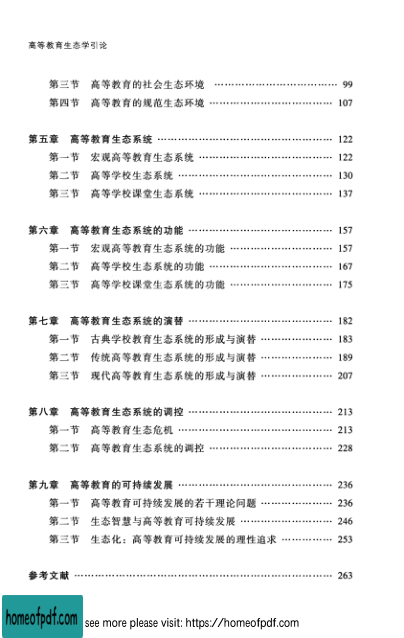 高等教育生态学引论
第三节 高等教育的社会生态环境 …………………………… 99
第四节 高等教育的规范生态环境 …………………………… 107
第五章 高等教育生态系统 …………………………… 122
第一节 宏观高等教育生态系统 …………………………… 122
第二节 高等学校生态系统 …………………………… 130
第三节 高等学校课堂生态系统 …………………………… 137
第六章 高等教育生态系统的功能 …………………………… 157
第一节 宏观高等教育生态系统的功能 …………………………… 157
第二节 高等学校生态系统的功能 …………………………… 167
第三节 高等学校课堂生态系统的功能 …………………………… 175
第七章 高等教育生态系统的演替 …………………………… 182
第一节 古典学校教育生态系统的形成与演替 …………………… 183
第二节 传统高等教育生态系统的形成与演替 …………………… 189
第三节 现代高等教育生态系统的形成与演替 …………………… 207
第八章 高等教育生态系统的调控 …………………………… 213
第一节 高等教育生态危机 …………………………… 213
第二节 高等教育生态系统的调控 …………………………… 228
第九章 高等教育的可持续发展 …………………………… 236
第一节 高等教育可持续发展的若干理论问题 …………………… 236
第二节 生态智慧与高等教育可持续发展 …………………… 246
第三节 生态化：高等教育可持续发展的理性追求 …………… 253
参考文献 …………………………… 263
homeofpdf.com see more please visit: https://homeofpdf.com